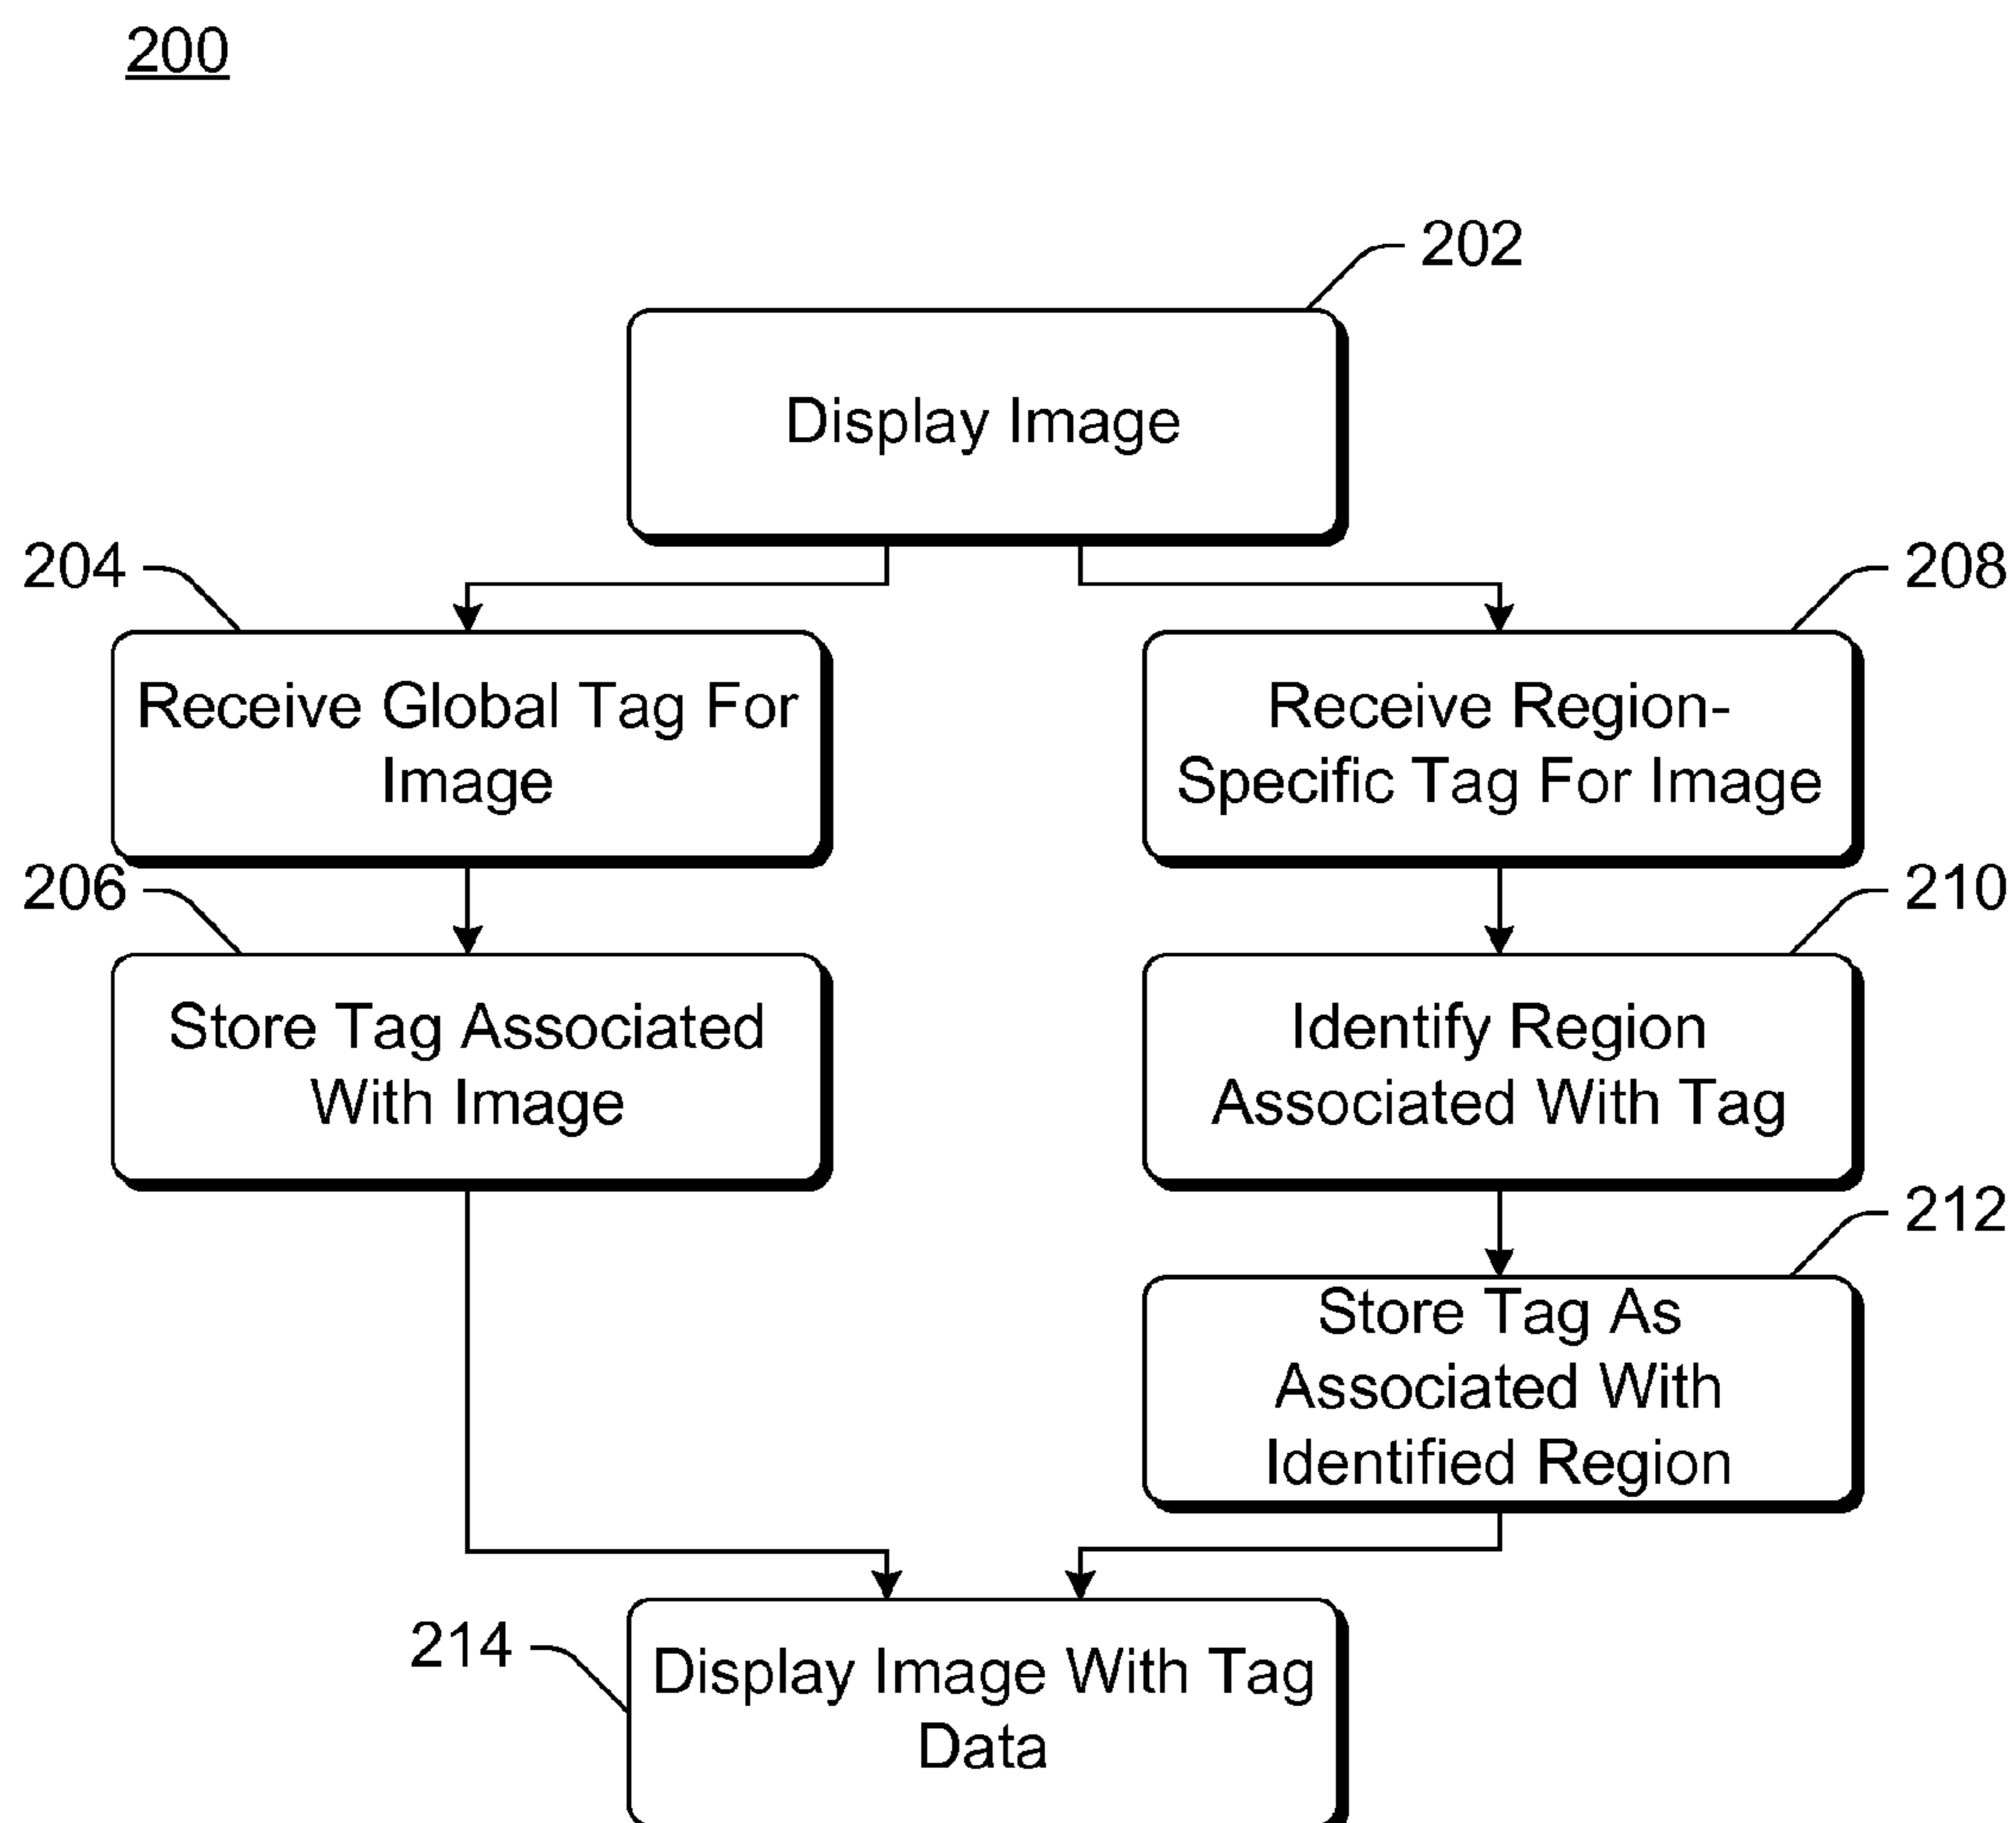 200
202
Display Image
204
Receive Global Tag For
Image
208
Receive Region-
Specific Tag For Image
206
Store Tag Associated
With Image
210
Identify Region
Associated With Tag
212
Store Tag As
Associated With
Identified Region
214
Display Image With Tag
Data